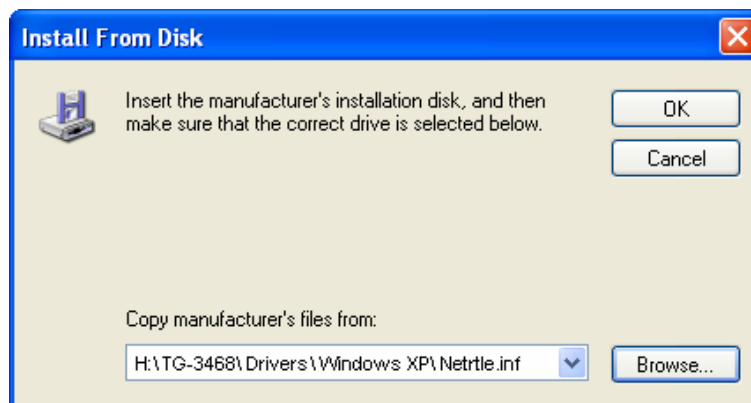 Install From Disk
Insert the manufacturer's installation disk, and then
make sure that the correct drive is selected below.
OK
Cancel
Copy manufacturer's files from:
H:\TG-3468\Drivers\Windows XP\Netrtle.inf
Browse...